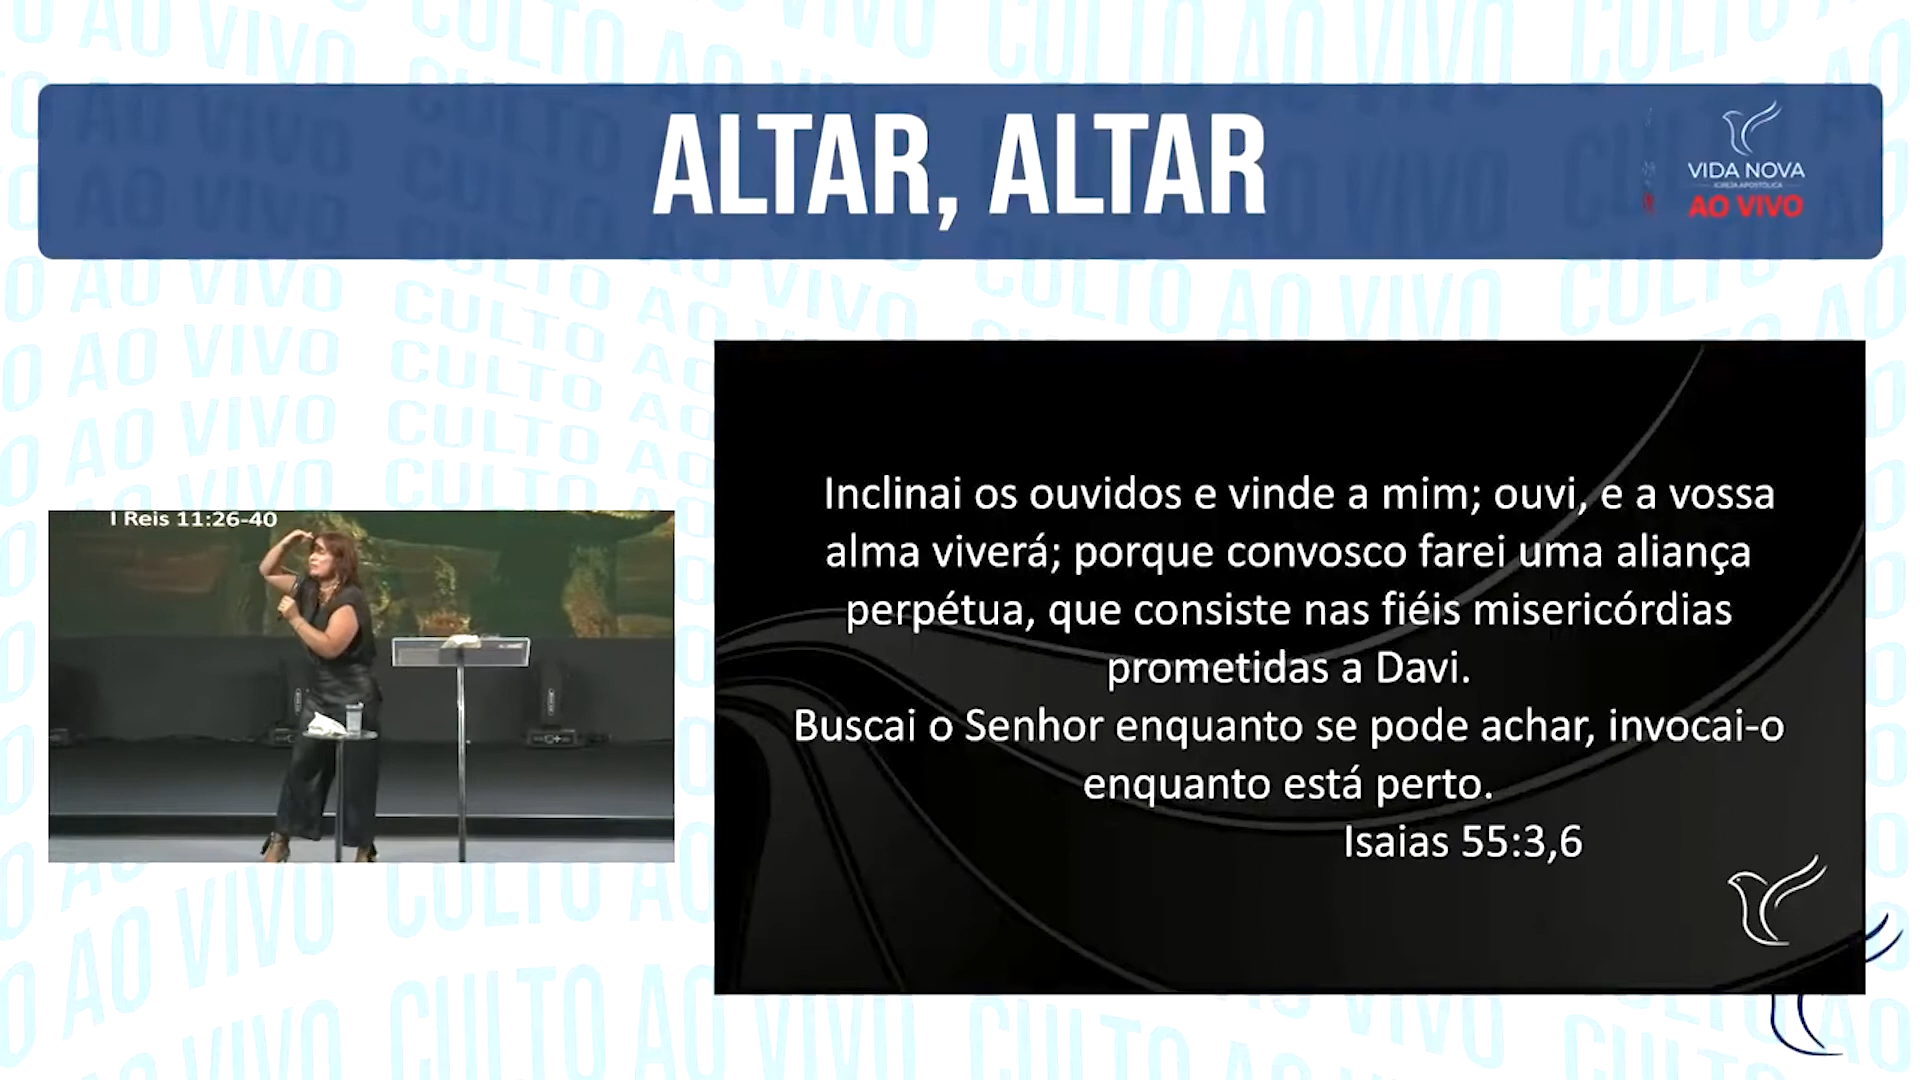 ALTAR, ALTAR
VIDA NOVA
IGREJA APOSTÓLICA
AO VIVO
I Reis 11:26-40
Inclinai os ouvidos e vinde a mim; ouvi, e a vossa
alma viverá; porque convosco farei uma aliança
perpétua, que consiste nas fiéis misericórdias
prometidas a Davi.
Buscai o Senhor enquanto se pode achar, invocai-o
enquanto está perto.
Isaias 55:3,6